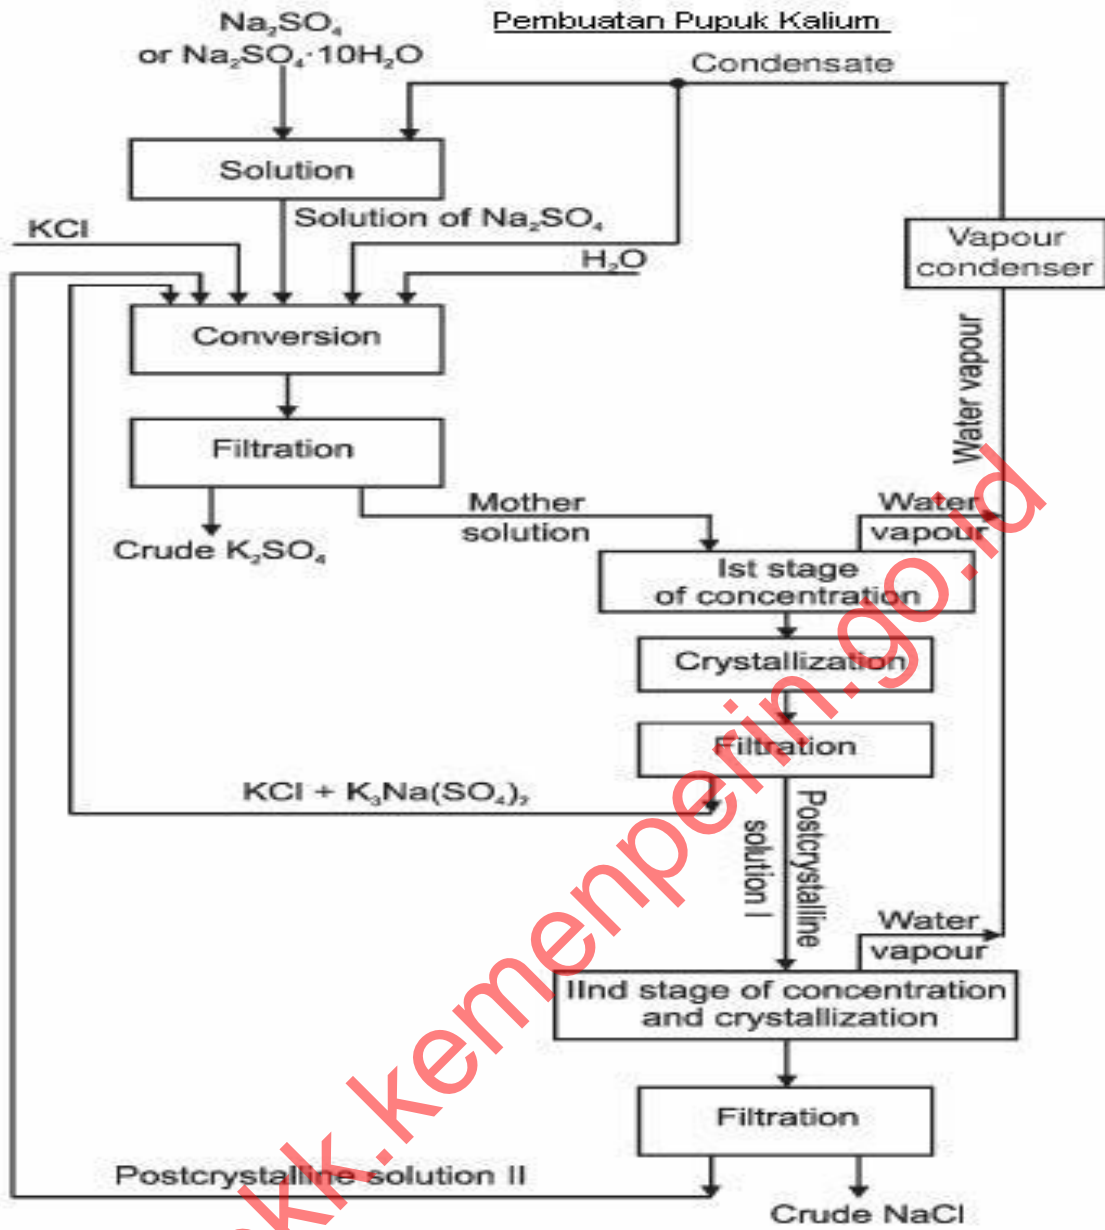 Pembuatan Pupuk Kalium
Na₂SO₄
or Na₂SO₄·10H₂O
Condensate
Solution
KCl
Solution of Na₂SO₄
H₂O
Vapour
condenser
Conversion
Water vapour
Filtration
Mother
solution
Water
vapour
Crude K₂SO₄
Ist stage
of concentration
Crystallization
Filtration
KCl + K₃Na(SO₄)₂
Postcrystalline
solution I
Water
vapour
IInd stage of concentration
and crystallization
Filtration
Postcrystalline solution II
Crude NaCl
kk.kemenperin.go.id